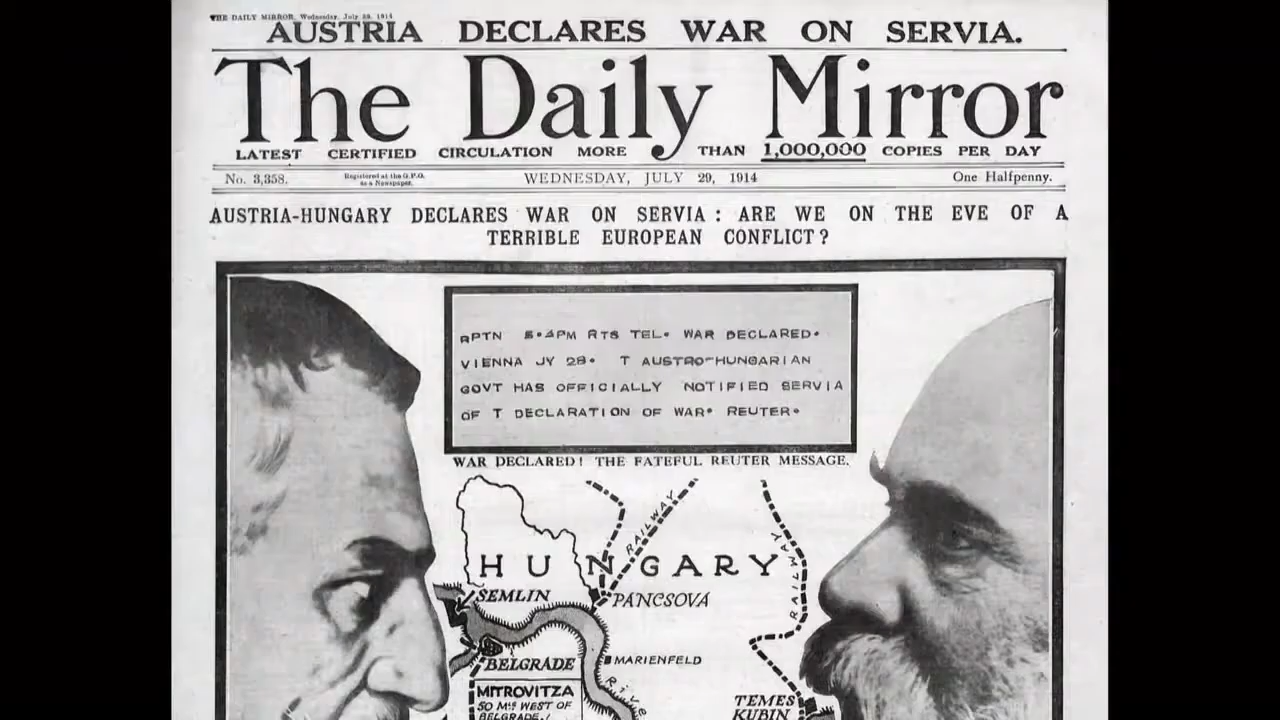 THE DAILY MIRROR, Wednesday, July 29, 1914
AUSTRIA DECLARES WAR ON SERVIA.
The Daily Mirror
LATEST CERTIFIED CIRCULATION MORE THAN 1,000,000 COPIES PER DAY
No. 3,358.
Registered at the G.P.O.
as a Newspaper.
WEDNESDAY, JULY 29, 1914
One Halfpenny.
AUSTRIA-HUNGARY DECLARES WAR ON SERVIA: ARE WE ON THE EVE OF A
TERRIBLE EUROPEAN CONFLICT?
RPTN 5.4PM RTS TEL. WAR DECLARED.
VIENNA JY 28. T AUSTRO-HUNGARIAN
GOVT HAS OFFICIALLY NOTIFIED SERVIA
OF T DECLARATION OF WAR. REUTER.
WAR DECLARED! THE FATEFUL REUTER MESSAGE.
RAILWAY
RAILWAY
HUNGARY
SEMLIN
PANCSOVA
BELGRADE
MARIENFELD
River
MITROVITZA
50 Mls WEST OF
BELGRADE
TEMES
KUBIN